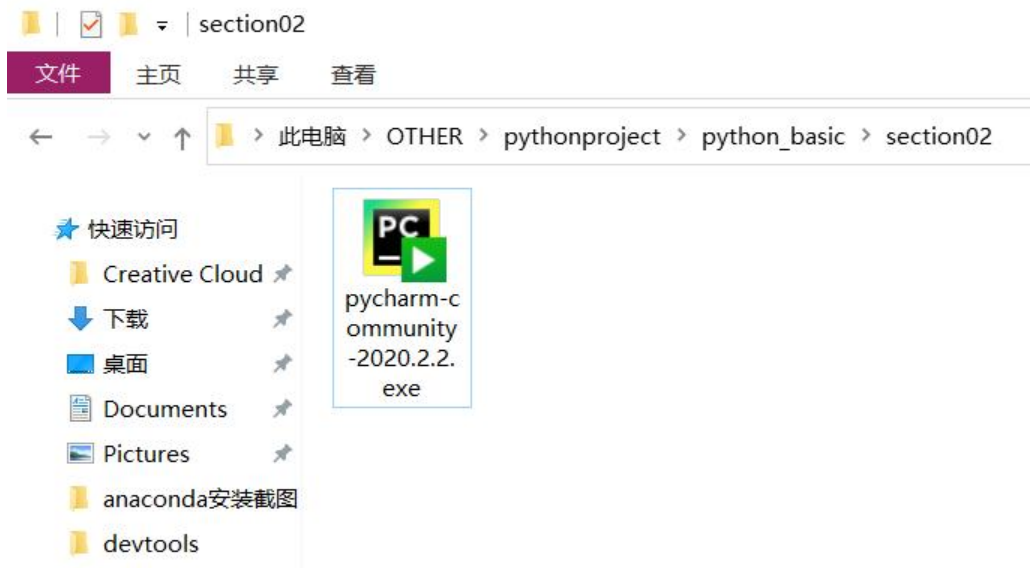 section02
文件 主页 共享 查看
此电脑 OTHER pythonproject python_basic section02
快速访问
Creative Cloud
下载
桌面
Documents
Pictures
anaconda安装截图
devtools
PC
pycharm-c
ommunity
-2020.2.2.
exe